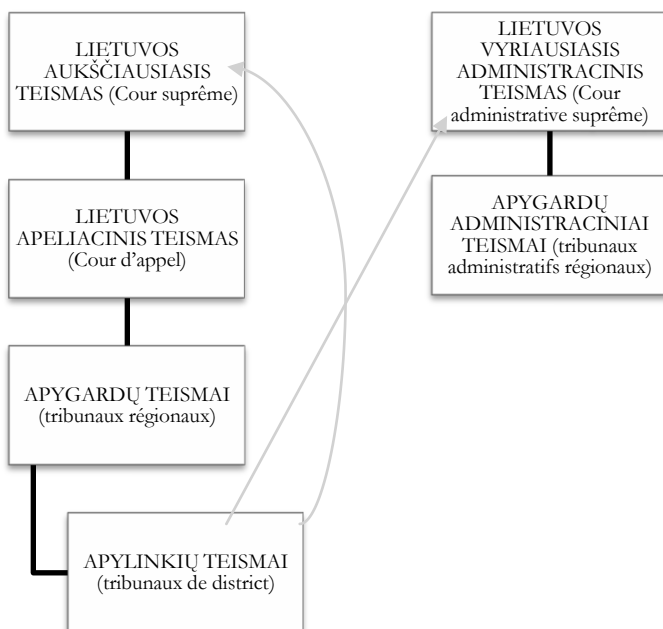 LIETUVOS
AUKŠČIAUSIASIS
TEISMAS (Cour suprême)
LIETUVOS
APELIACINIS TEISMAS
(Cour d’appel)
APYGARDŲ TEISMAI
(tribunaux régionaux)
APYLINKIŲ TEISMAI
(tribunaux de district)
LIETUVOS
VYRIAUSIASIS
ADMINISTRACINIS
TEISMAS (Cour
administrative suprême)
APYGARDŲ
ADMINISTRACINIAI
TEISMAI (tribunaux
administratifs régionaux)